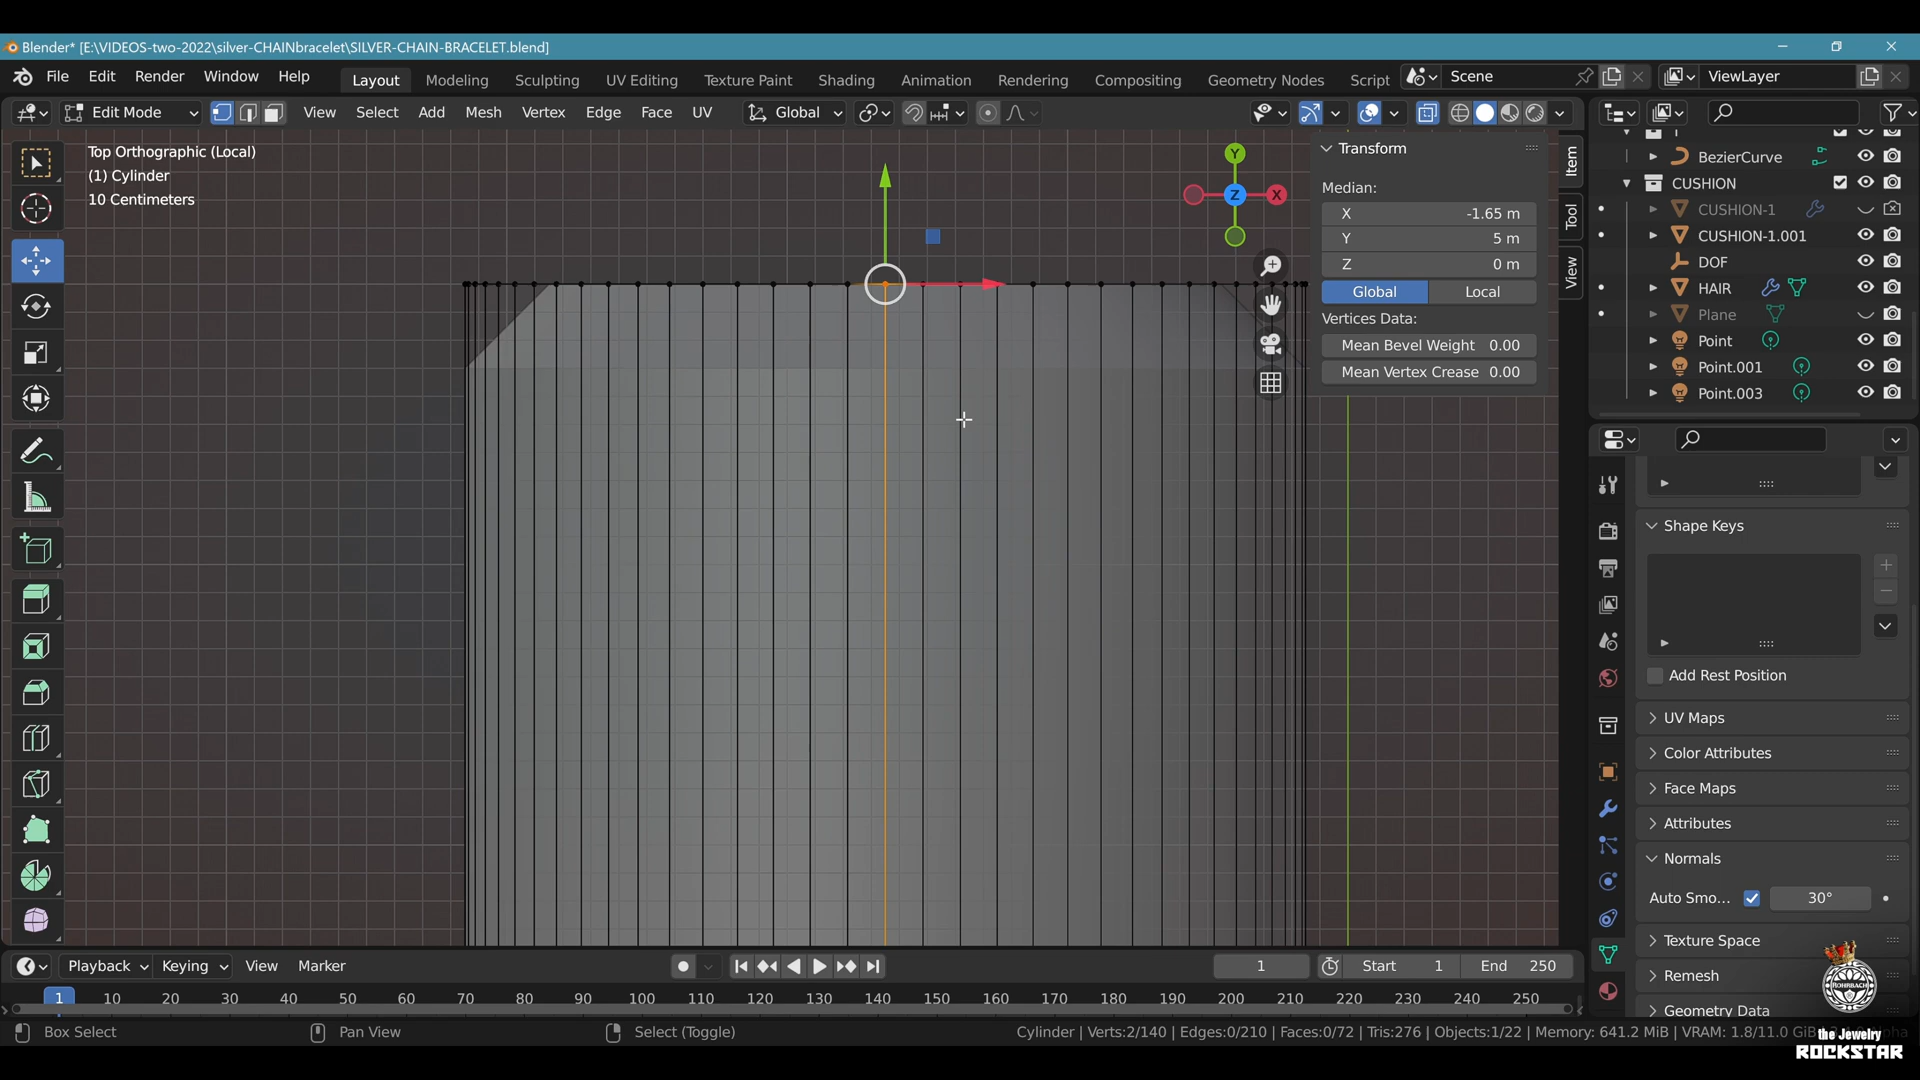 Blender* [E:\VIDEOS-two-2022\silver-CHAINbracelet\SILVER-CHAIN-BRACELET.blend]
File Edit Render Window Help Layout Modeling Sculpting UV Editing Texture Paint Shading Animation Rendering Compositing Geometry Nodes Script Scene ViewLayer
Edit Mode View Select Add Mesh Vertex Edge Face UV Global
Top Orthographic (Local)
(1) Cylinder
10 Centimeters
Y
Z X
Transform
Median:
X -1.65 m
Y 5 m
Z 0 m
Global Local
Vertices Data:
Mean Bevel Weight 0.00
Mean Vertex Crease 0.00
Item
Tool
View
BezierCurve
CUSHION
CUSHION-1
CUSHION-1.001
DOF
HAIR
Plane
Point
Point.001
Point.003
Shape Keys
Add Rest Position
UV Maps
Color Attributes
Face Maps
Attributes
Normals
Auto Smo... 30°
Texture Space
Remesh
Geometry Data
Playback Keying View Marker 1 Start 1 End 250
1 10 20 30 40 50 60 70 80 90 100 110 120 130 140 150 160 170 180 190 200 210 220 230 240 250
Box Select Pan View Select (Toggle) Cylinder | Verts:2/140 | Edges:0/210 | Faces:0/72 | Tris:276 | Objects:1/22 | Memory: 641.2 MiB | VRAM: 1.8/11.0 GiB
ROHRBACH
the Jewelry
ROCKSTAR